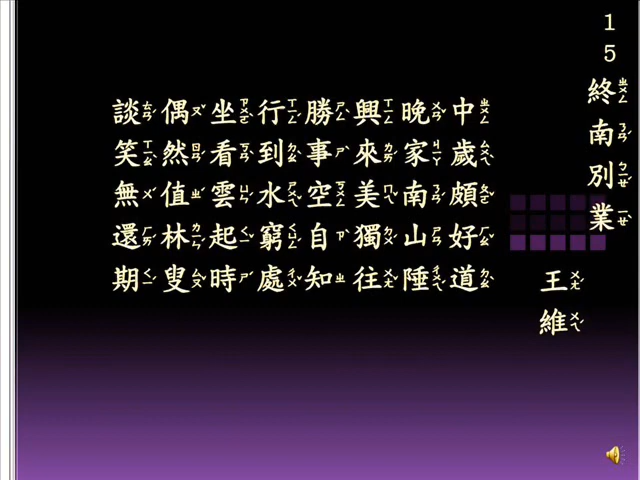 15終南別業
王維
中歲頗好道
晚家南山陲
興來美獨往
勝事空自知
行到水窮處
坐看雲起時
偶然值林叟
談笑無還期